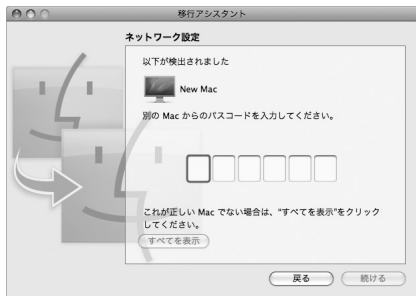 移行アシスタント
ネットワーク設定
以下が検出されました
New Mac
別の Mac からのパスコードを入力してください。
これが正しい Mac でない場合は、“すべてを表示”をクリック
してください。
すべてを表示
戻る
続ける